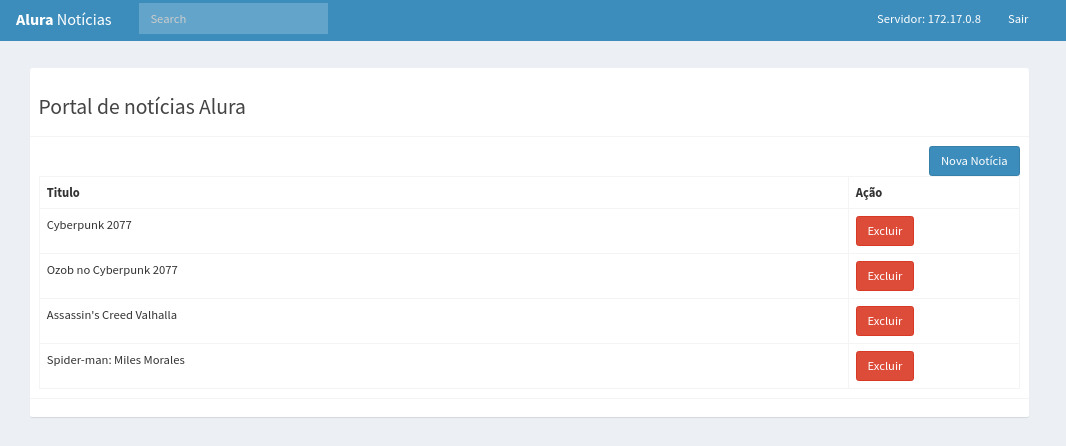 Alura Notícias Search Servidor: 172.17.0.8 Sair
Portal de notícias Alura
Nova Notícia
Titulo Ação
Cyberpunk 2077 Excluir
Ozob no Cyberpunk 2077 Excluir
Assassin's Creed Valhalla Excluir
Spider-man: Miles Morales Excluir